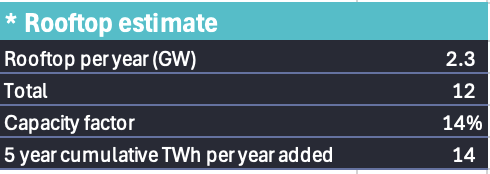 * Rooftop estimate
Rooftop per year (GW) 2.3
Total 12
Capacity factor 14%
5 year cumulative TWh per year added 14